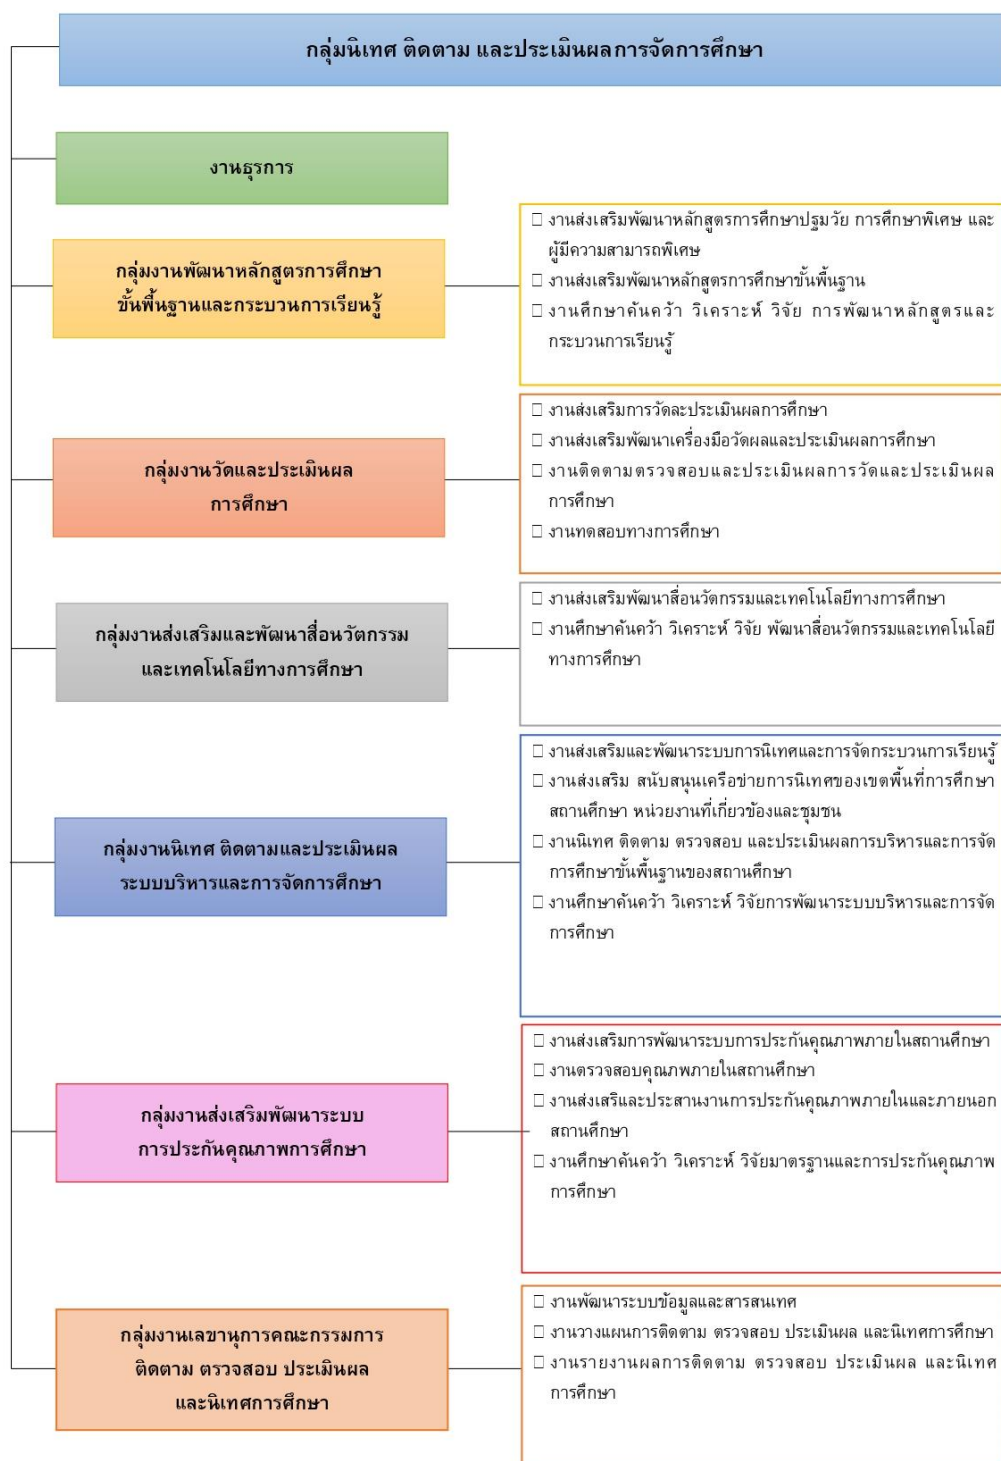 กลุ่มนิเทศ ติดตาม และประเมินผลการจัดการศึกษา
งานธุรการ
กลุ่มงานพัฒนาหลักสูตรการศึกษา
ขั้นพื้นฐานและกระบวนการเรียนรู้
งานส่งเสริมพัฒนาหลักสูตรการศึกษาปฐมวัย การศึกษาพิเศษ และ
ผู้มีความสามารถพิเศษ
งานส่งเสริมพัฒนาหลักสูตรการศึกษาขั้นพื้นฐาน
งานศึกษาค้นคว้า วิเคราะห์ วิจัย การพัฒนาหลักสูตรและ
กระบวนการเรียนรู้
กลุ่มงานวัดและประเมินผล
การศึกษา
งานส่งเสริมการวัดละประเมินผลการศึกษา
งานส่งเสริมพัฒนาเครื่องมือวัดผลและประเมินผลการศึกษา
งานติดตามตรวจสอบและประเมินผลการวัดและประเมินผล
การศึกษา
งานทดสอบทางการศึกษา
กลุ่มงานส่งเสริมและพัฒนาสื่อนวัตกรรม
และเทคโนโลยีทางการศึกษา
งานส่งเสริมพัฒนาสื่อนวัตกรรมและเทคโนโลยีทางการศึกษา
งานศึกษาค้นคว้า วิเคราะห์ วิจัย พัฒนาสื่อนวัตกรรมและเทคโนโลยี
ทางการศึกษา
กลุ่มงานนิเทศ ติดตามและประเมินผล
ระบบบริหารและการจัดการศึกษา
งานส่งเสริมและพัฒนาระบบการนิเทศและการจัดกระบวนการเรียนรู้
งานส่งเสริม สนับสนุนเครือข่ายการนิเทศของเขตพื้นที่การศึกษา
สถานศึกษา หน่วยงานที่เกี่ยวข้องและชุมชน
งานนิเทศ ติดตาม ตรวจสอบ และประเมินผลการบริหารและการจัด
การศึกษาขั้นพื้นฐานของสถานศึกษา
งานศึกษาค้นคว้า วิเคราะห์ วิจัยการพัฒนาระบบบริหารและการจัด
การศึกษา
กลุ่มงานส่งเสริมพัฒนาระบบ
การประกันคุณภาพการศึกษา
งานส่งเสริมการพัฒนาระบบการประกันคุณภาพภายในสถานศึกษา
งานตรวจสอบคุณภพภายในสถานศึกษา
งานส่งเสริและประสานงานการประกันคุณภาพภายในและภายนอก
สถานศึกษา
งานศึกษาค้นคว้า วิเคราะห์ วิจัยมาตรฐานและการประกันคุณภาพ
การศึกษา
กลุ่มงานเลขานุการคณะกรรมการ
ติดตาม ตรวจสอบ ประเมินผล
และนิเทศการศึกษา
งานพัฒนาระบบข้อมูลและสารสนเทศ
งานวางแผนการติดตาม ตรวจสอบ ประเมินผล และนิเทศการศึกษา
งานรายงานผลการติดตาม ตรวจสอบ ประเมินผล และนิเทศ
การศึกษา